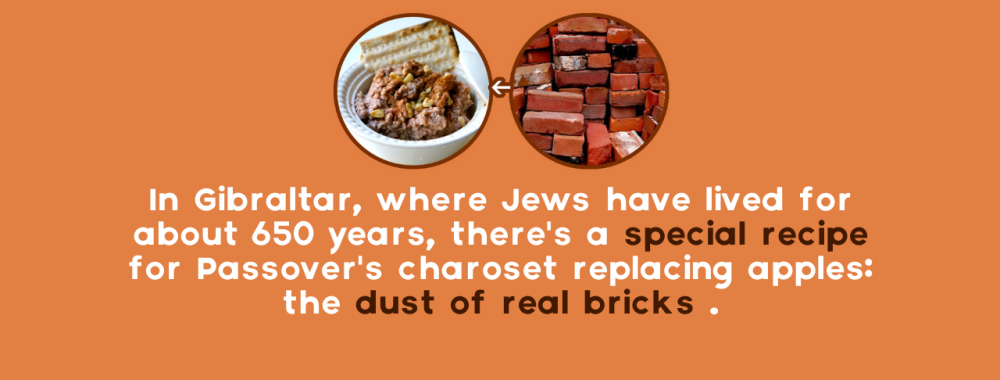 In Gibraltar, where Jews have lived for
about 650 years, there's a special recipe
for Passover's charoset replacing apples:
the dust of real bricks .